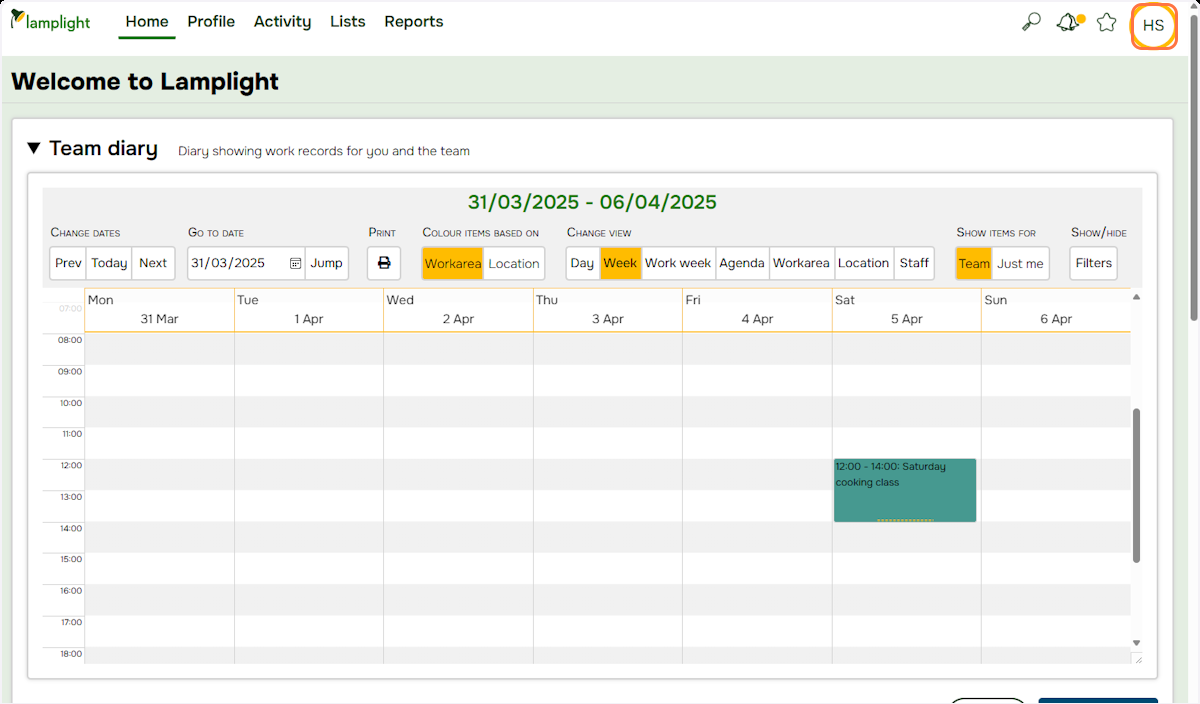 lamplight Home Profile Activity Lists Reports HS
Welcome to Lamplight
Team diary Diary showing work records for you and the team
31/03/2025 - 06/04/2025
Change dates Go to date Print Colour items based on Change view Show items for Show/hide
Prev Today Next 31/03/2025 Jump Workarea Location Day Week Work week Agenda Workarea Location Staff Team Just me Filters
Mon Tue Wed Thu Fri Sat Sun
07:00
31 Mar 1 Apr 2 Apr 3 Apr 4 Apr 5 Apr 6 Apr
08:00
09:00
10:00
11:00
12:00 12:00 - 14:00: Saturday
cooking class
13:00
14:00
15:00
16:00
17:00
18:00